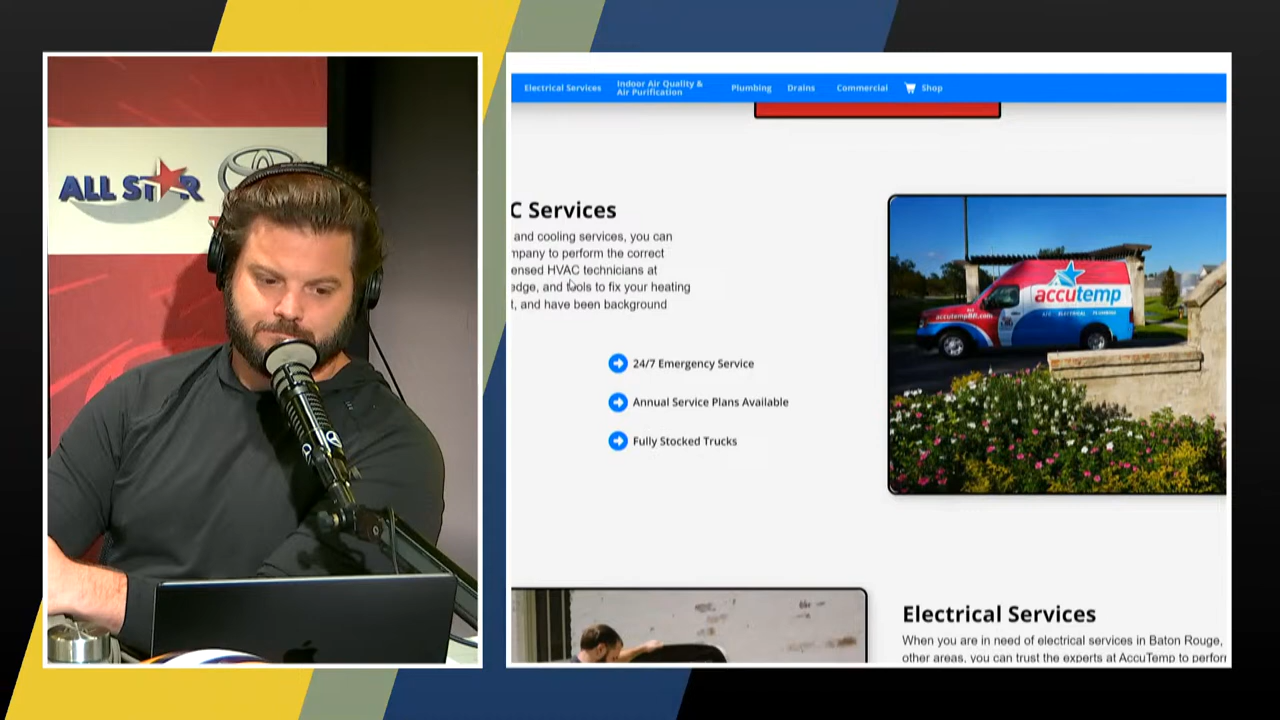 ALL STAR
Electrical Services
Indoor Air Quality &
Air Purification
Plumbing
Drains
Commercial
Shop
C Services
and cooling services, you can
mpany to perform the correct
ensed HVAC technicians at
edge, and tools to fix your heating
t, and have been background
24/7 Emergency Service
Annual Service Plans Available
Fully Stocked Trucks
accutemp
accutempBR.com
A/C ELECTRICAL PLUMBING
Electrical Services
When you are in need of electrical services in Baton Rouge,
other areas, you can trust the experts at AccuTemp to perfor